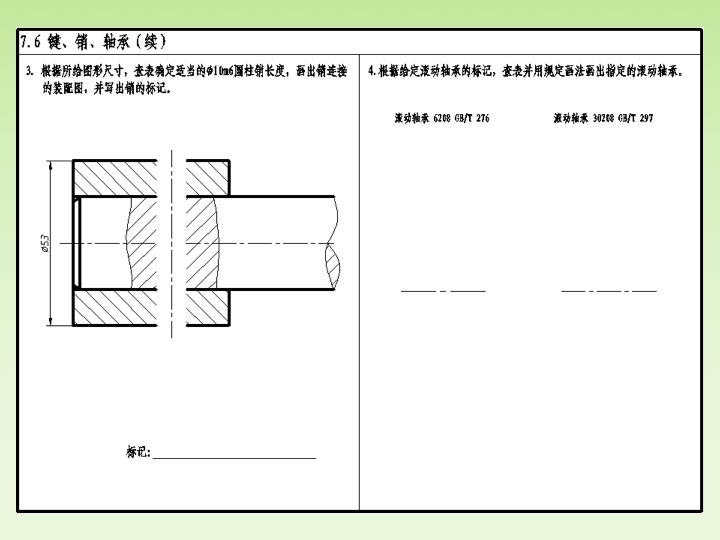 7.6 键、销、轴承（续）
3. 根据所给图形尺寸，查表确定适当的Φ10m6圆柱销长度，画出销连接
的装配图，并写出销的标记。
φ53
标记:
4.根据给定滚动轴承的标记，查表并用规定画法画出指定的滚动轴承。
滚动轴承 6208 GB/T 276
滚动轴承 30208 GB/T 297